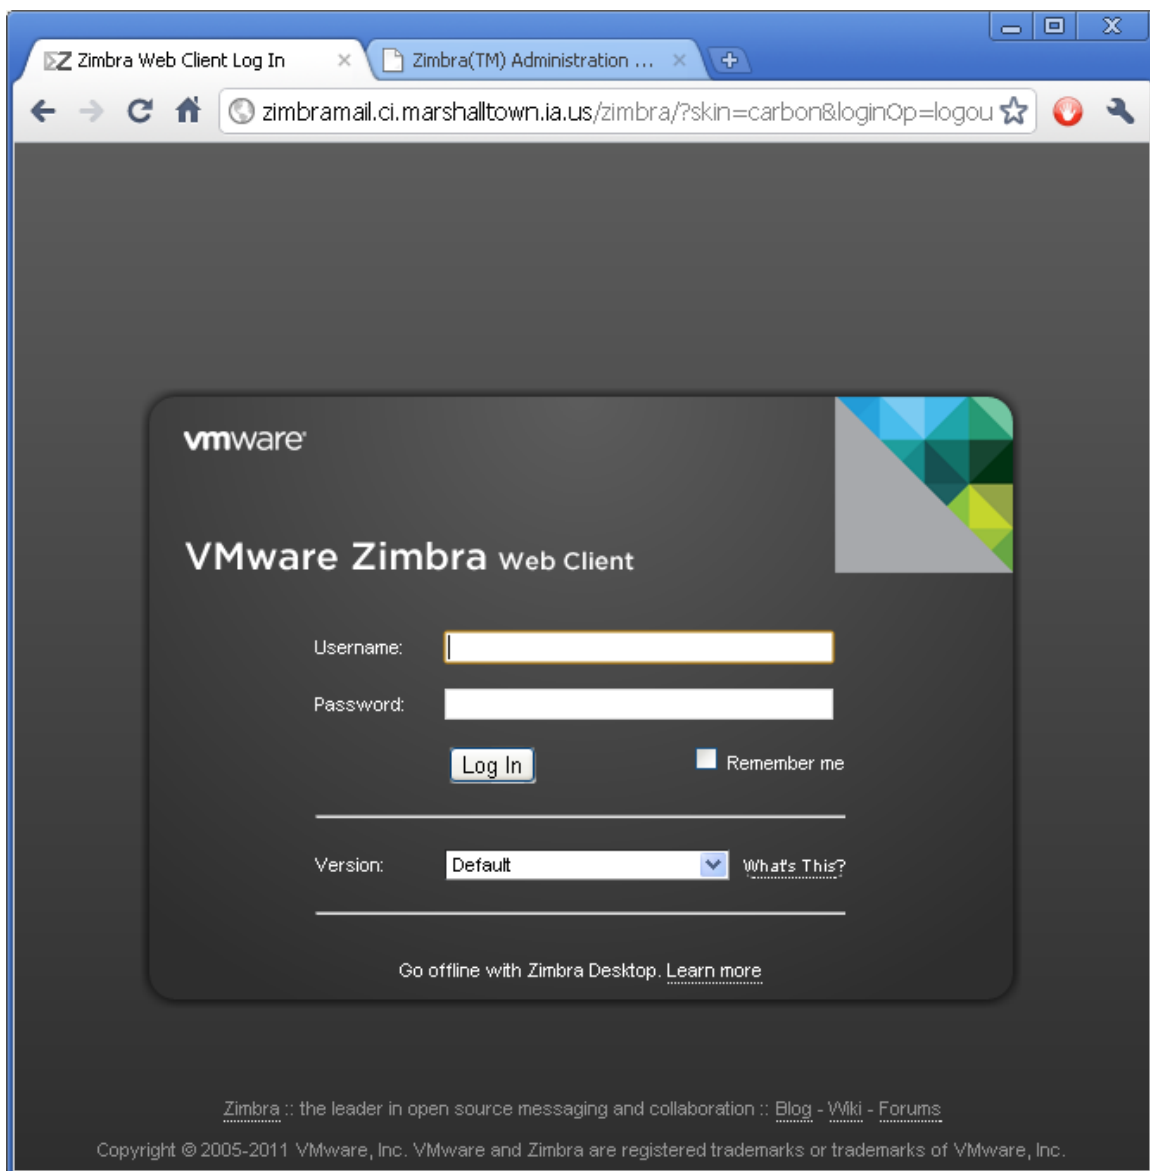 Zimbra Web Client Log In
Zimbra(TM) Administration ...
zimbramail.ci.marshalltown.ia.us/zimbra/?skin=carbon&loginOp=logou
vmware
VMware Zimbra Web Client
Username:
Password:
Log In Remember me
Version: Default What's This?
Go offline with Zimbra Desktop. Learn more
Zimbra :: the leader in open source messaging and collaboration :: Blog - Wiki - Forums
Copyright © 2005-2011 VMware, Inc. VMware and Zimbra are registered trademarks or trademarks of VMware, Inc.